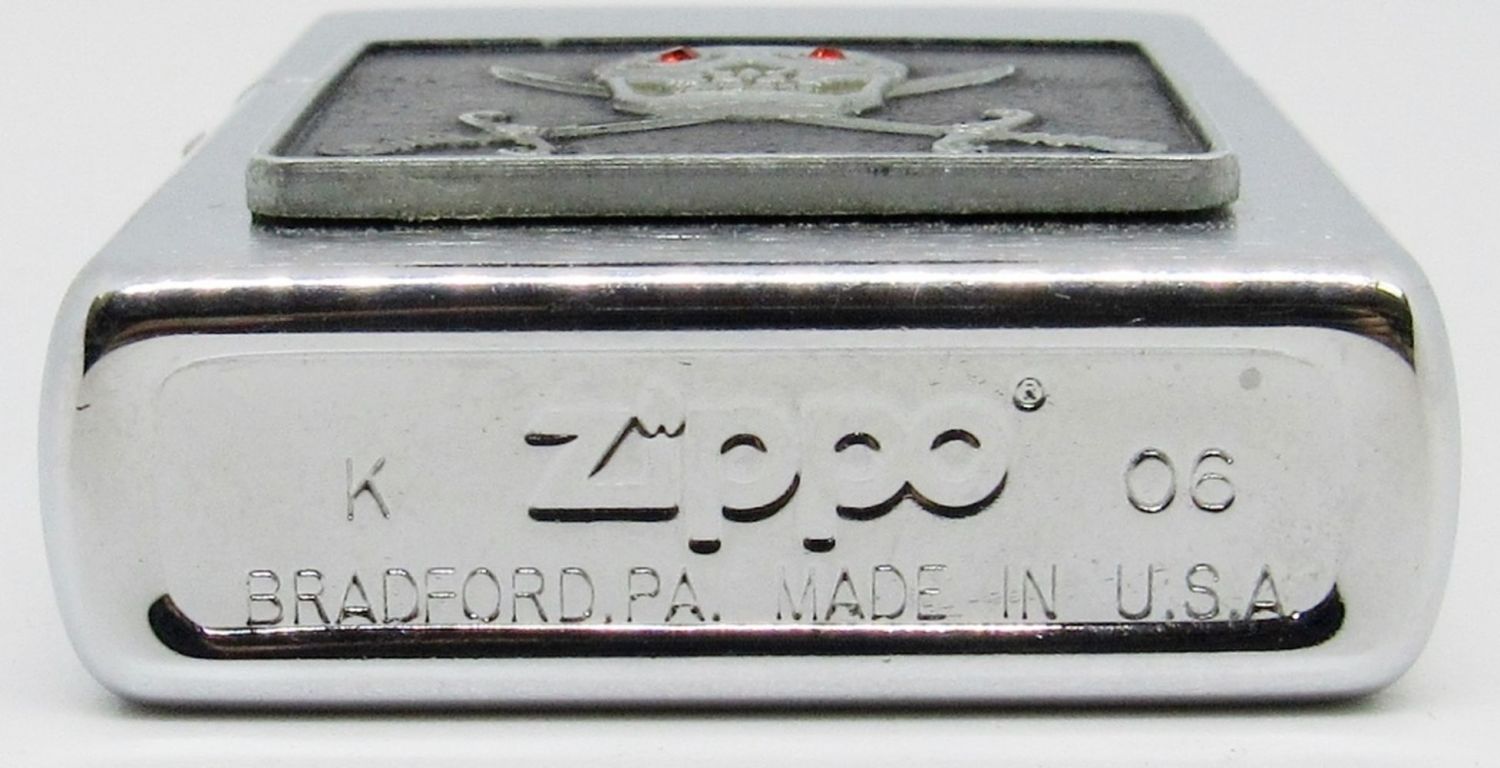 K Zippo® 06
BRADFORD, PA. MADE IN U.S.A.